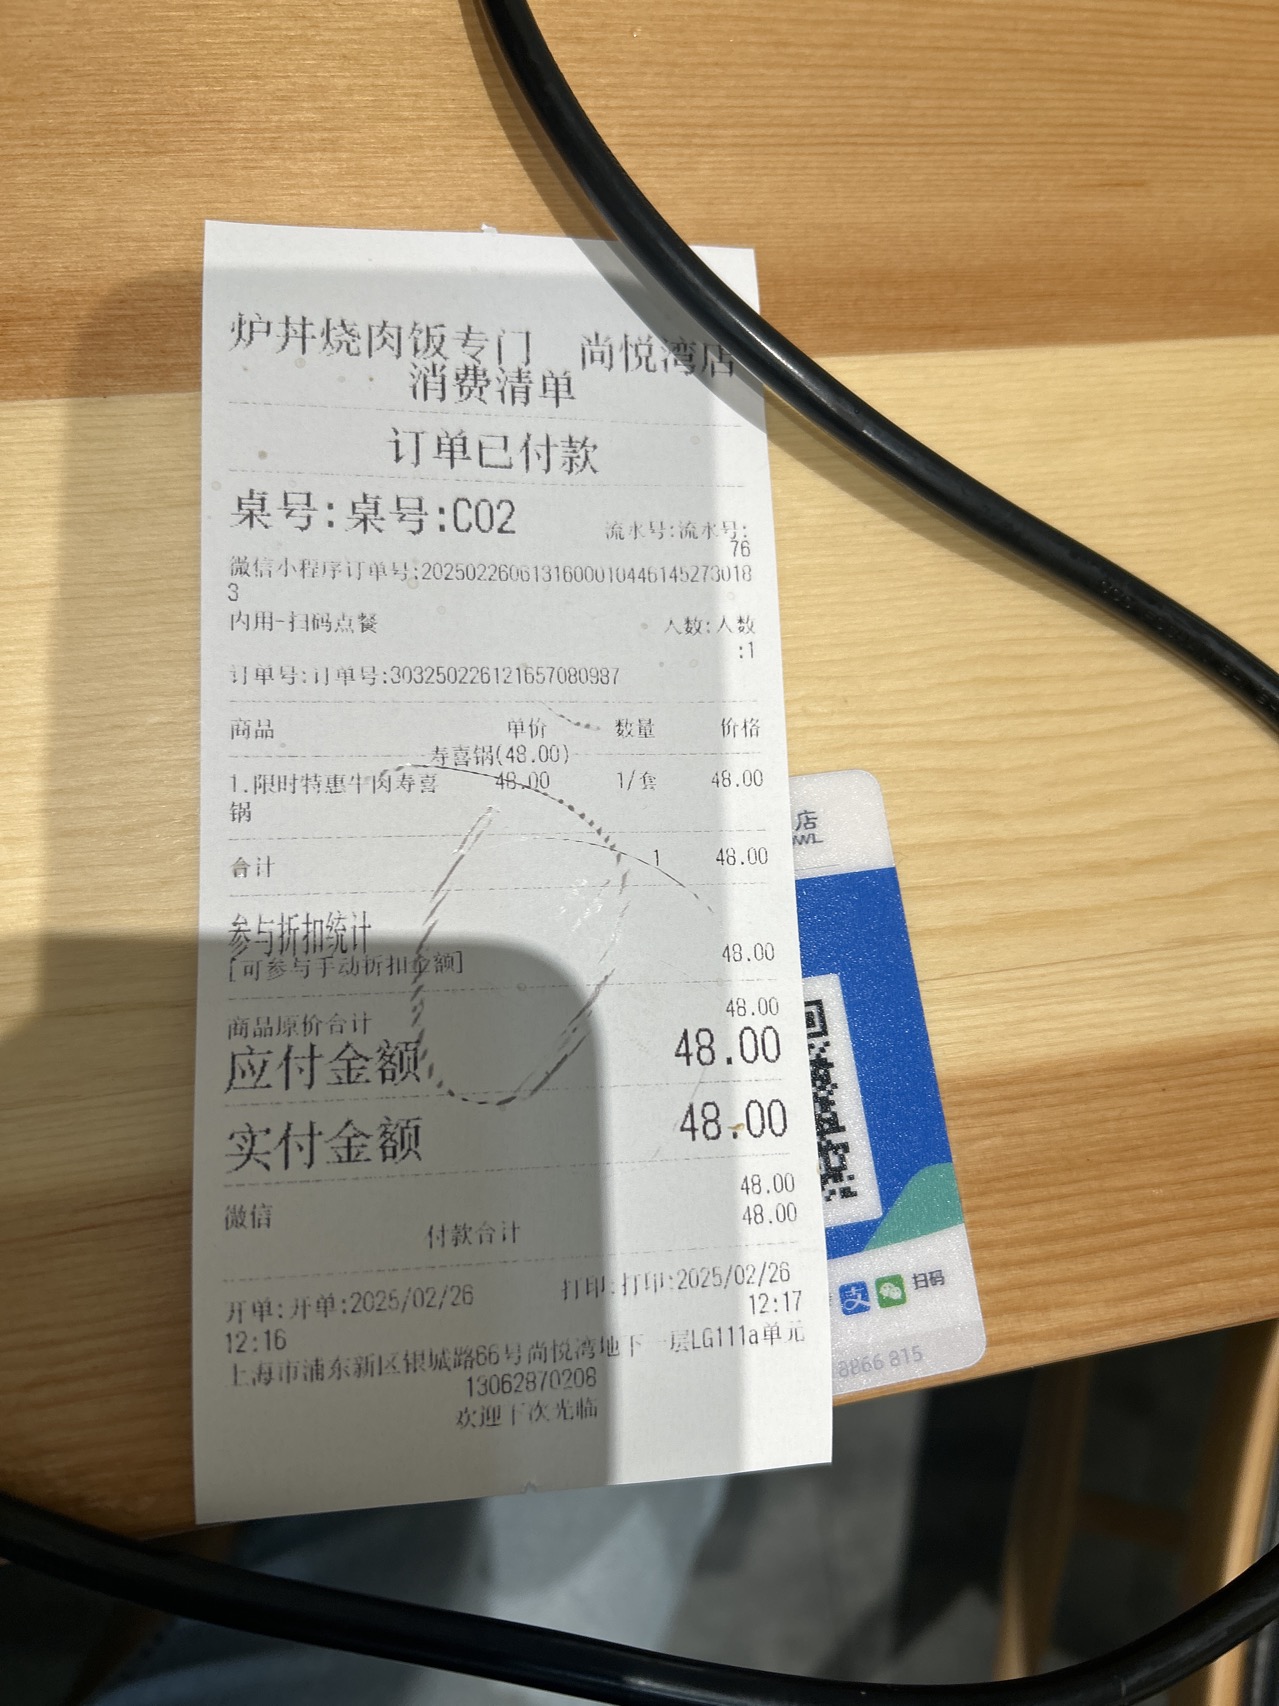 炉丼烧肉饭专门 尚悦湾店
消费清单
订单已付款
桌号:桌号:C02
流水号:流水号:
76
微信小程序订单号:2025022606131600010446145273018
3
内用-扫码点餐
人数:人数
:1
订单号:订单号:303250226121657080987
商品 单价 数量 价格
寿喜锅(48.00)
1.限时特惠牛肉寿喜 48.00 1/套 48.00
锅
合计 1 48.00
参与折扣统计
[可参与手动折扣金额] 48.00
商品原价合计 48.00
应付金额 48.00
实付金额 48.00
微信 48.00
付款合计 48.00
开单:开单:2025/02/26
12:16
打印:打印:2025/02/26
12:17
上海市浦东新区银城路66号尚悦湾地下一层LG111a单元
13062870208
欢迎下次光临
店
扫码
8866 815